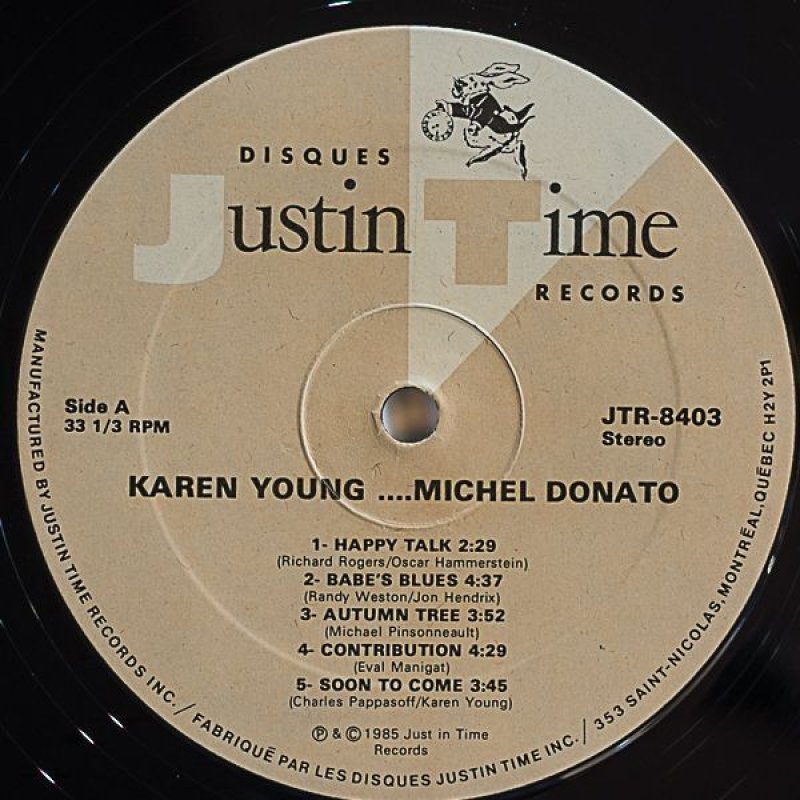 DISQUES
Justin Time
RECORDS
Side A
33 1/3 RPM
JTR-8403
Stereo
KAREN YOUNG ....MICHEL DONATO
1- HAPPY TALK 2:29
(Richard Rogers/Oscar Hammerstein)
2- BABE'S BLUES 4:37
(Randy Weston/Jon Hendrix)
3- AUTUMN TREE 3:52
(Michael Pinsonneault)
4- CONTRIBUTION 4:29
(Eval Manigat)
5- SOON TO COME 3:45
(Charles Pappasoff/Karen Young)
Ⓟ & © 1985 Just in Time
Records
MANUFACTURED BY JUSTIN TIME RECORDS INC. / FABRIQUÉ PAR LES DISQUES JUSTIN TIME INC. / 353 SAINT-NICOLAS, MONTRÉAL, QUÉBEC H2Y 2P1